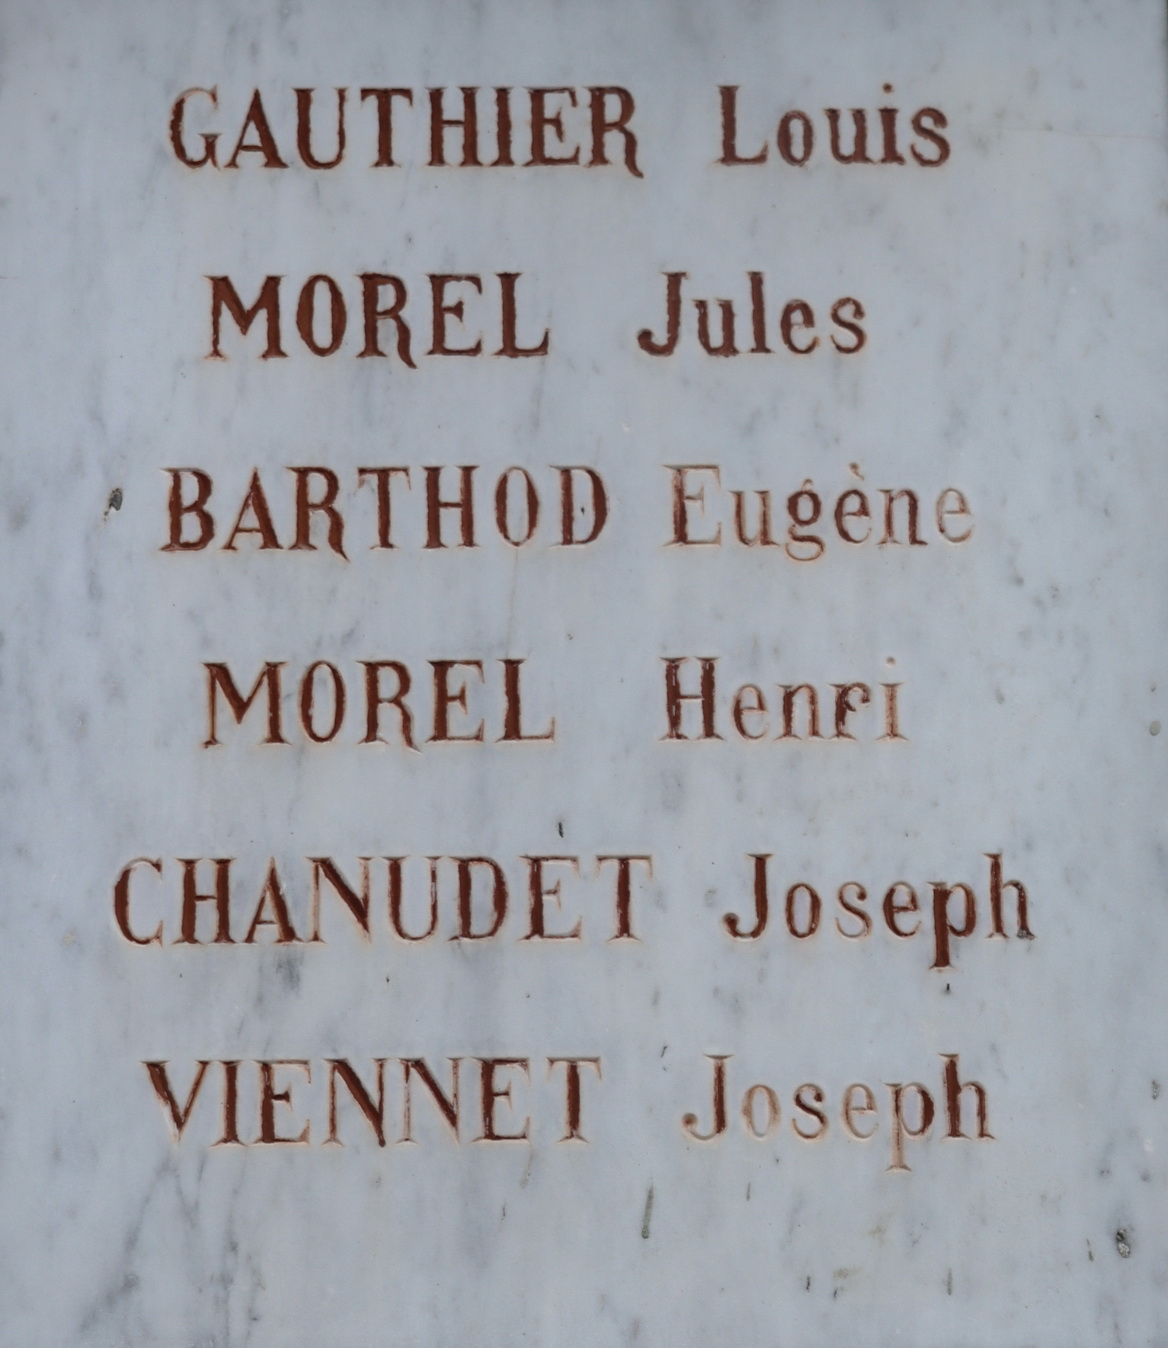 GAUTHIER Louis
MOREL Jules
BARTHOD Eugène
MOREL Henri
CHANUDET Joseph
VIENNET Joseph